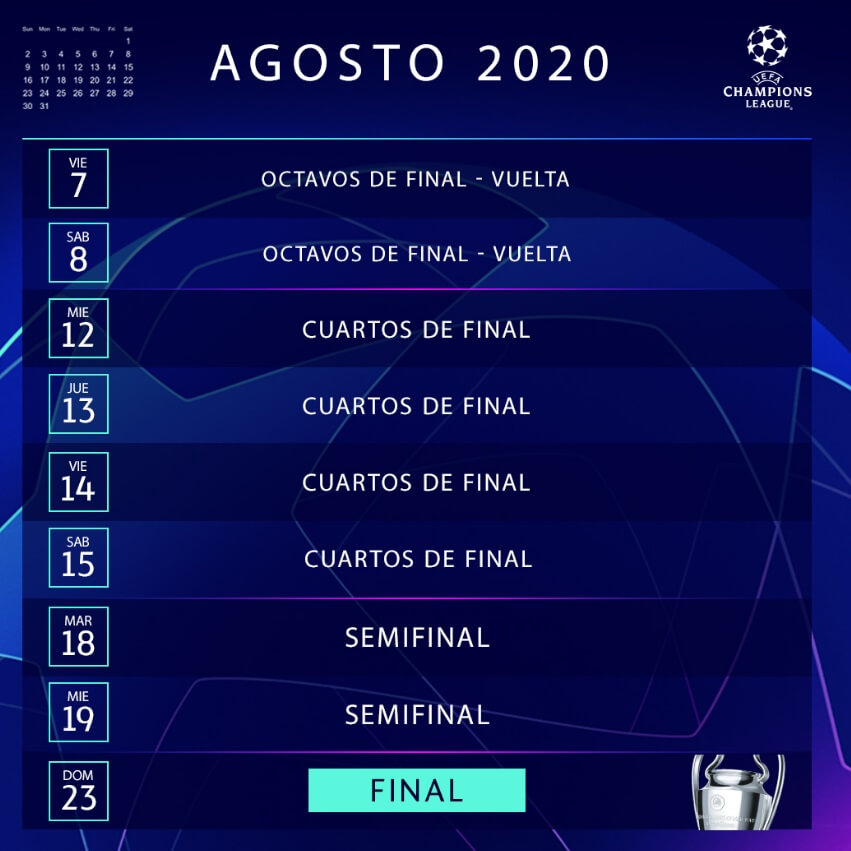 Sun Mon Tue Wed Thu Fri Sat
1
2 3 4 5 6 7 8
9 10 11 12 13 14 15
16 17 18 19 20 21 22
23 24 25 26 27 28 29
30 31
AGOSTO 2020
UEFA
CHAMPIONS
LEAGUE
VIE
7
OCTAVOS DE FINAL - VUELTA
SAB
8
OCTAVOS DE FINAL - VUELTA
MIE
12
CUARTOS DE FINAL
JUE
13
CUARTOS DE FINAL
VIE
14
CUARTOS DE FINAL
SAB
15
CUARTOS DE FINAL
MAR
18
SEMIFINAL
MIE
19
SEMIFINAL
DOM
23
FINAL